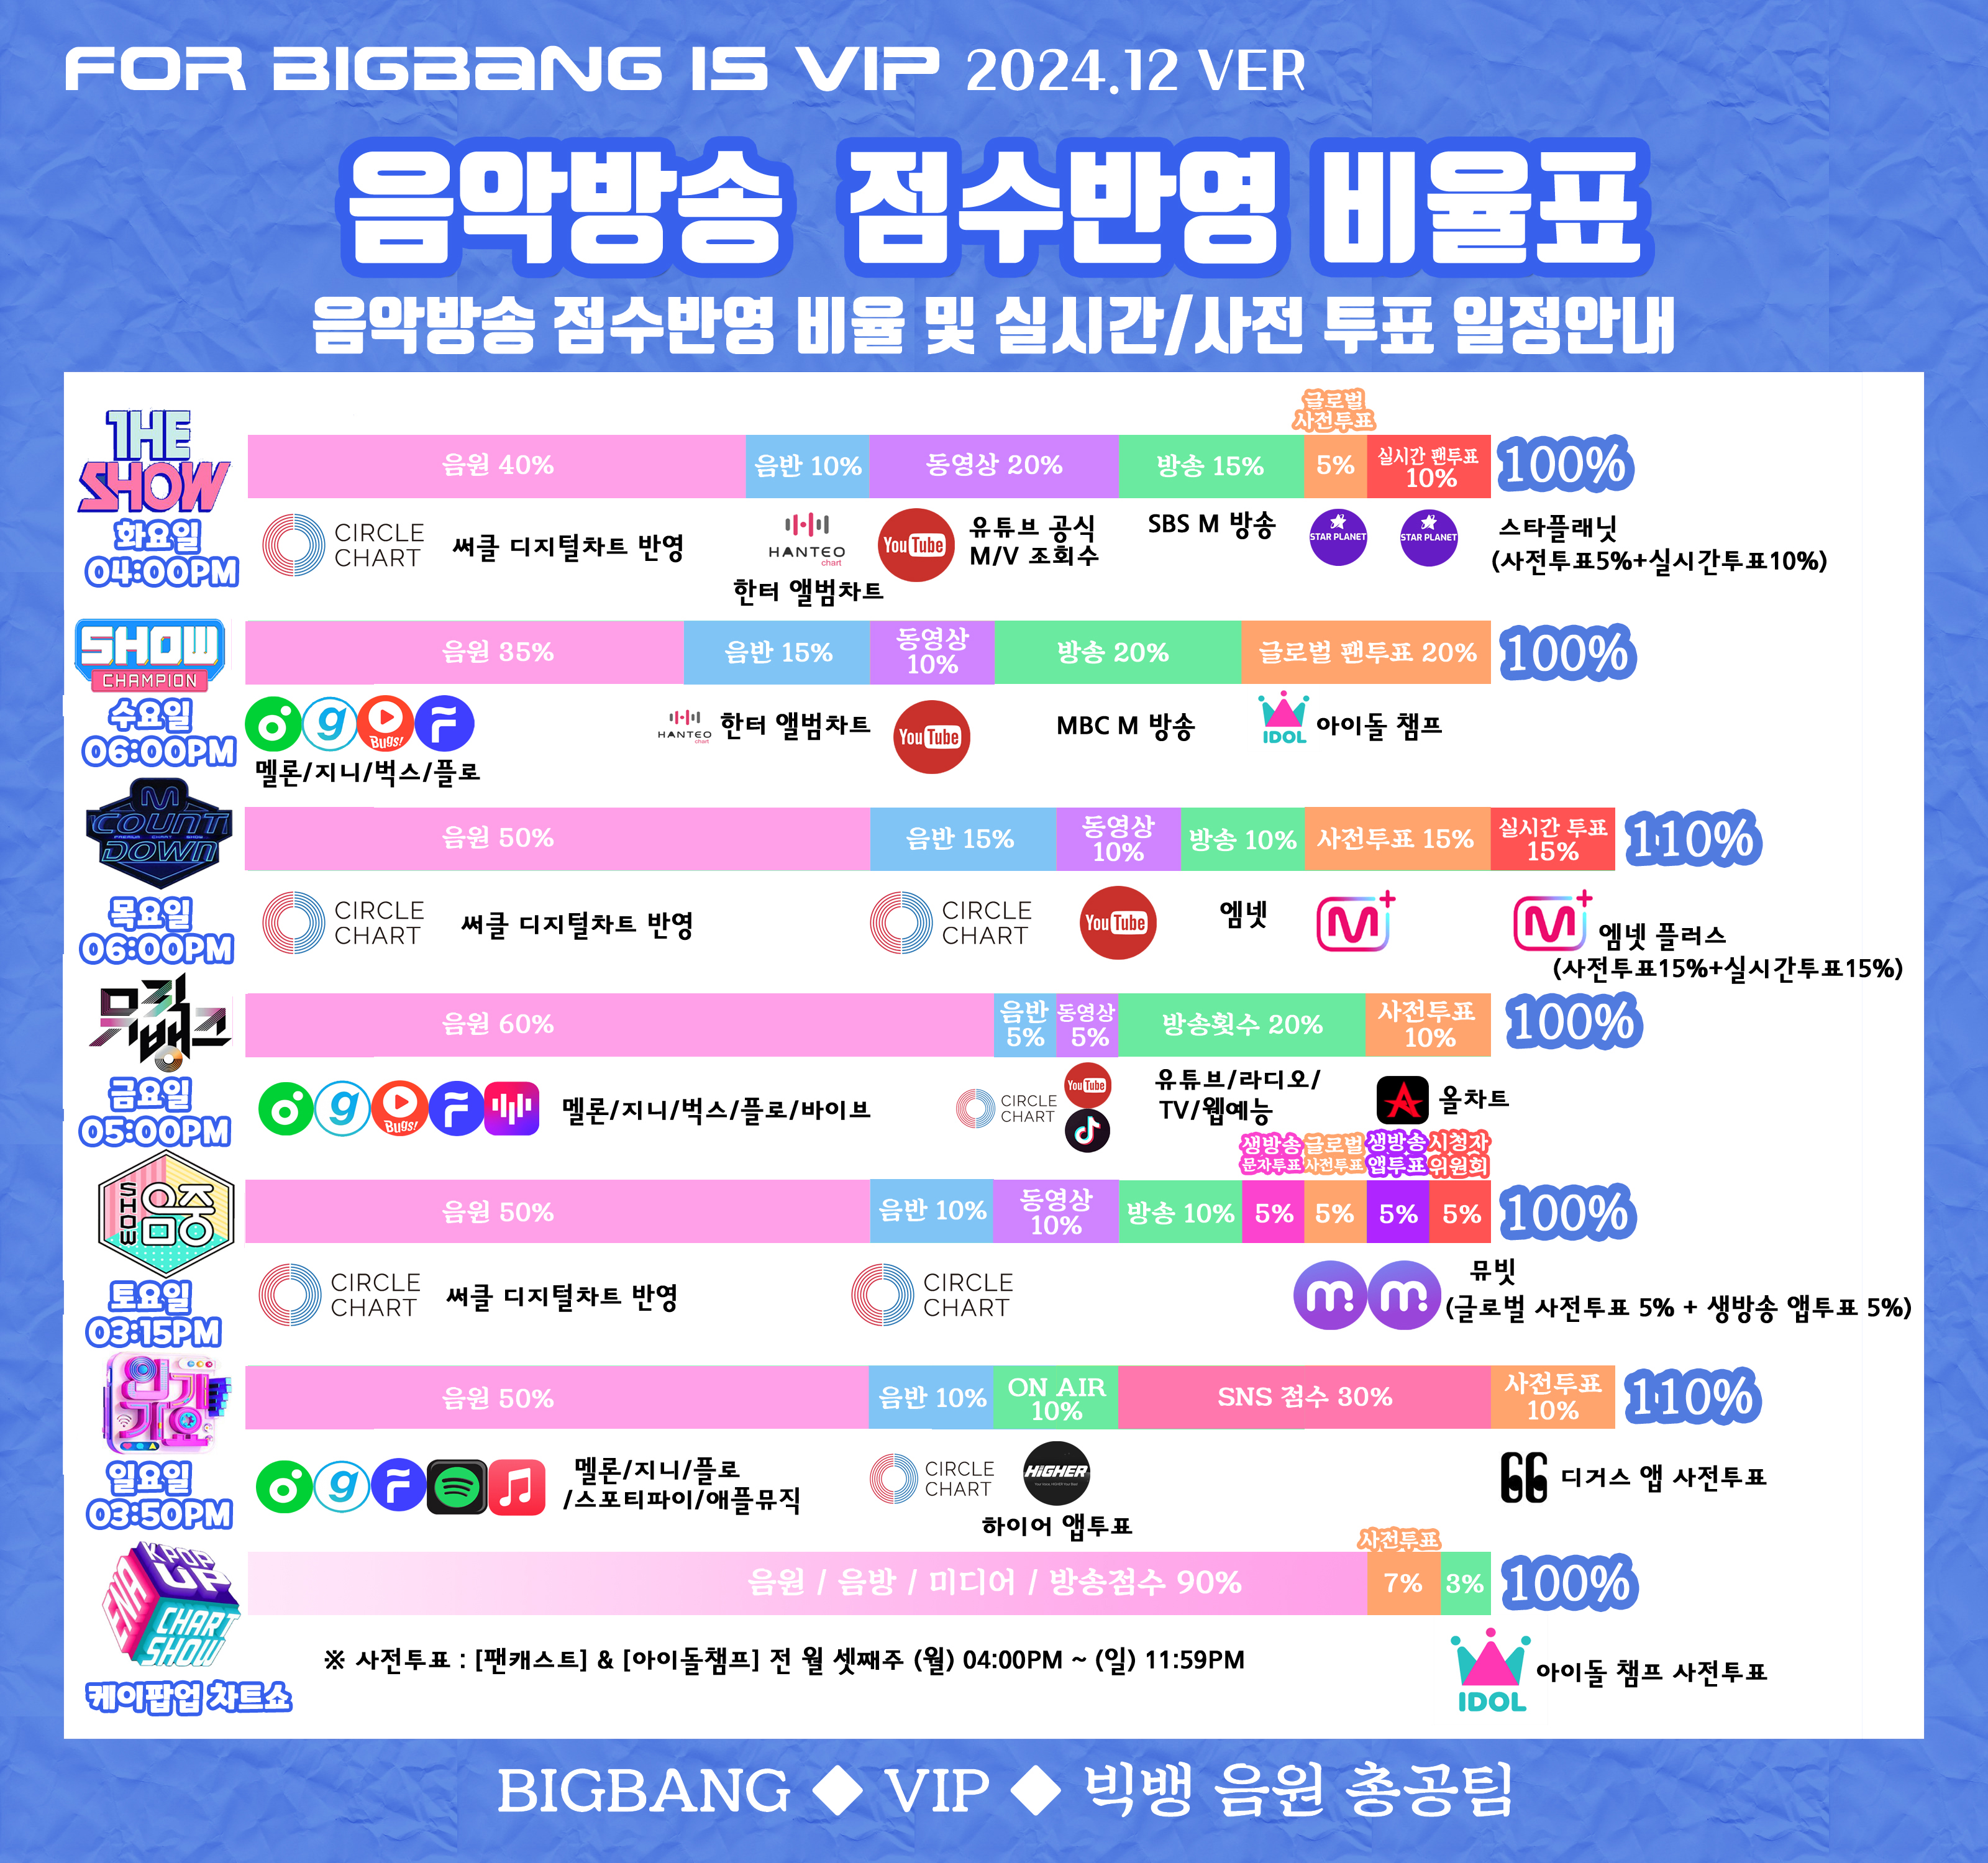 FOR BIGBANG IS VIP 2024.12 VER
음악방송 점수반영 비율표
음악방송 점수반영 비율 및 실시간/사전 투표 일정안내
THE SHOW
화요일
04:00PM
글로벌
사전투표
음원 40%
음반 10%
동영상 20%
방송 15%
5%
실시간 팬투표
10%
100%
CIRCLE
CHART
써클 디지털차트 반영
HANTEO
chart
한터 앨범차트
YouTube
유튜브 공식
M/V 조회수
SBS M 방송
STAR PLANET
STAR PLANET
스타플래닛
(사전투표5%+실시간투표10%)
SHOW
CHAMPION
수요일
06:00PM
음원 35%
음반 15%
동영상
10%
방송 20%
글로벌 팬투표 20%
100%
Bugs!
멜론/지니/벅스/플로
HANTEO
chart
한터 앨범차트
YouTube
MBC M 방송
IDOL
아이돌 챔프
M
COUNT
DOWN
목요일
06:00PM
음원 50%
음반 15%
동영상
10%
방송 10%
사전투표 15%
실시간 투표
15%
110%
CIRCLE
CHART
써클 디지털차트 반영
CIRCLE
CHART
YouTube
엠넷
M+
M+
엠넷 플러스
(사전투표15%+실시간투표15%)
뮤직
뱅크
금요일
05:00PM
음원 60%
음반
5%
동영상
5%
방송횟수 20%
사전투표
10%
100%
Bugs!
멜론/지니/벅스/플로/바이브
CIRCLE
CHART
YouTube
유튜브/라디오/
TV/웹예능
올차트
생방송
문자투표
글로벌
사전투표
생방송
앱투표
시청자
위원회
SHOW
음중
토요일
03:15PM
음원 50%
음반 10%
동영상
10%
방송 10%
5%
5%
5%
5%
100%
CIRCLE
CHART
써클 디지털차트 반영
CIRCLE
CHART
m.
m.
뮤빗
(글로벌 사전투표 5% + 생방송 앱투표 5%)
일요일
03:50PM
음원 50%
음반 10%
ON AIR
10%
SNS 점수 30%
사전투표
10%
110%
멜론/지니/플로
/스포티파이/애플뮤직
CIRCLE
CHART
HIGHER
하이어 앱투표
디거스 앱 사전투표
ENA
KPOP
UP
CHART
SHOW
케이팝업 차트쇼
사전투표
음원 / 음방 / 미디어 / 방송점수 90%
7%
3%
100%
※ 사전투표 : [팬캐스트] & [아이돌챔프] 전 월 셋째주 (월) 04:00PM ~ (일) 11:59PM
IDOL
아이돌 챔프 사전투표
BIGBANG ◆ VIP ◆ 빅뱅 음원 총공팀